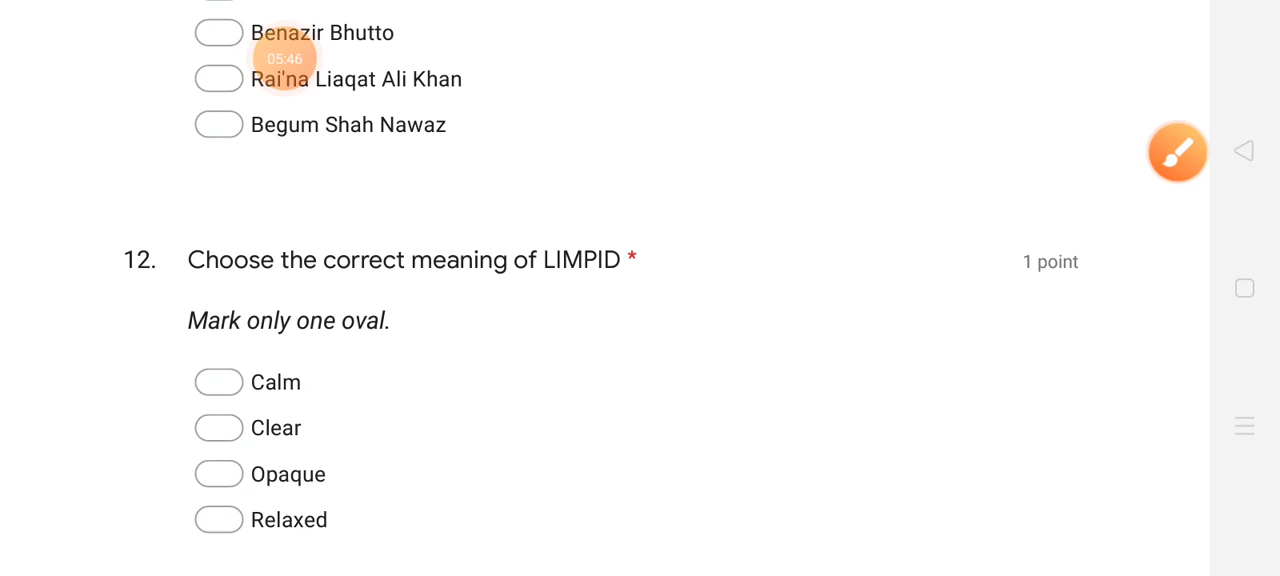 Benazir Bhutto
05:46
Rai'na Liaqat Ali Khan
Begum Shah Nawaz
12. Choose the correct meaning of LIMPID * 1 point
Mark only one oval.
Calm
Clear
Opaque
Relaxed